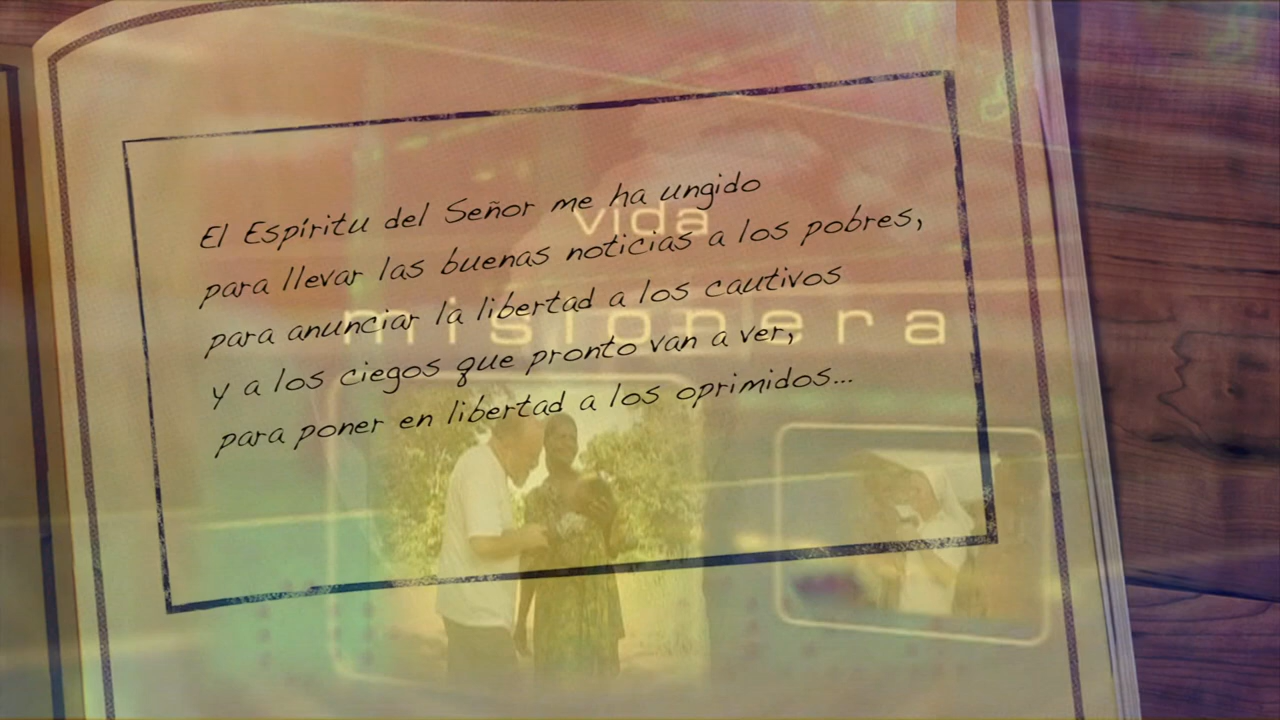 El Espíritu del Señor me ha ungido
para llevar las buenas noticias a los pobres,
para anunciar la libertad a los cautivos
y a los ciegos que pronto van a ver,
para poner en libertad a los oprimidos...
vida
misionera